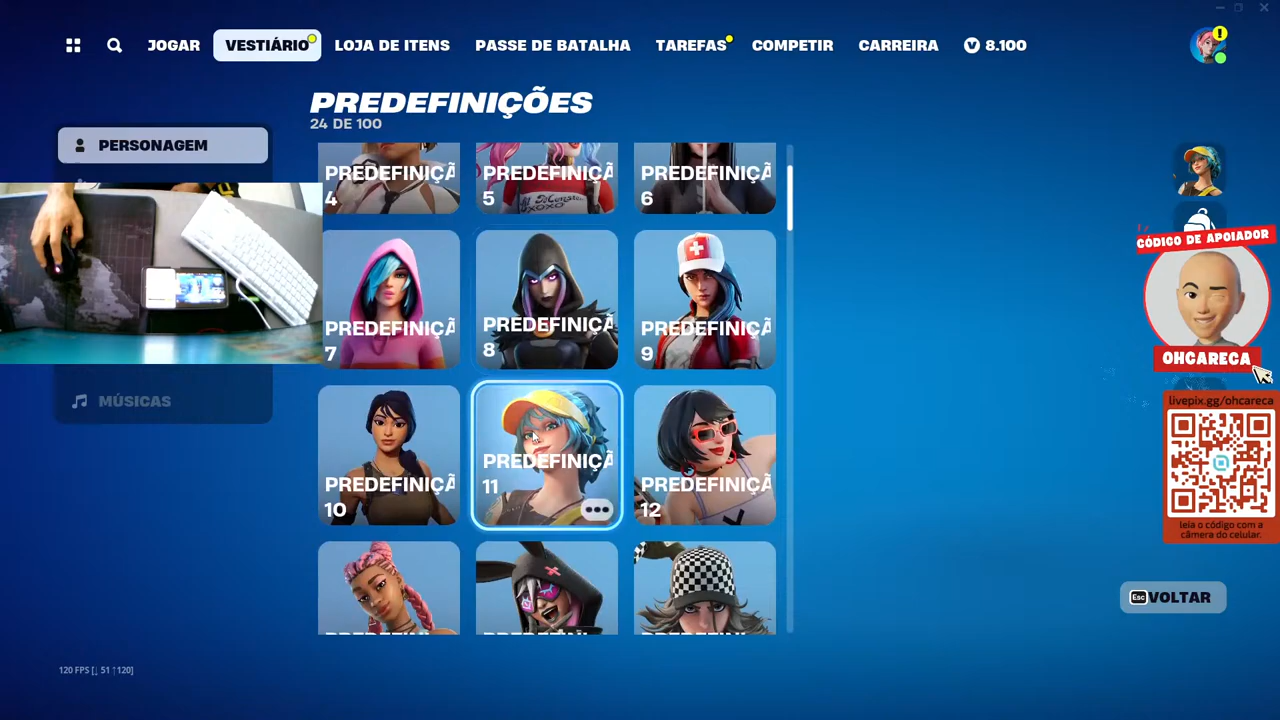 JOGAR
VESTIÁRIO
LOJA DE ITENS
PASSE DE BATALHA
TAREFAS
COMPETIR
CARREIRA
8.100
PREDEFINIÇÕES
24 DE 100
PERSONAGEM
MÚSICAS
PREDEFINIÇÃ
4
PREDEFINIÇÃ
5
PREDEFINIÇÃ
6
PREDEFINIÇÃ
7
PREDEFINIÇÃ
8
PREDEFINIÇÃ
9
PREDEFINIÇÃ
10
PREDEFINIÇÃ
11
PREDEFINIÇÃ
12
CÓDIGO DE APOIADOR
OHCARECA
livepix.gg/ohcareca
leia o código com a
câmera do celular.
Esc VOLTAR
120 FPS [↓ 51 ↑120]